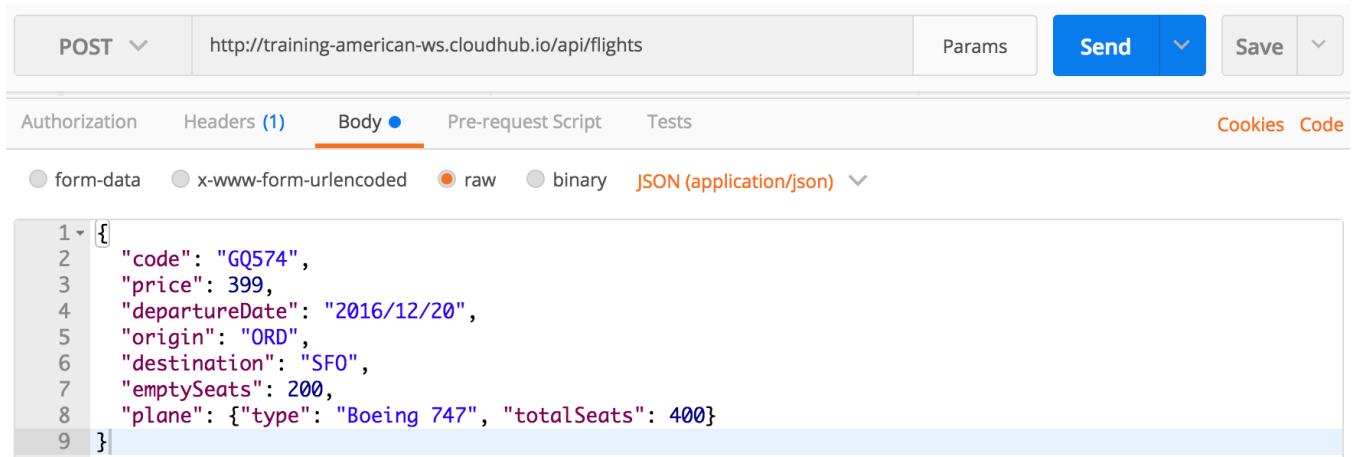 POST http://training-american-ws.cloudhub.io/api/flights Params Send Save
Authorization Headers (1) Body Pre-request Script Tests Cookies Code
form-data x-www-form-urlencoded raw binary JSON (application/json)
1 {
2 "code": "GQ574",
3 "price": 399,
4 "departureDate": "2016/12/20",
5 "origin": "ORD",
6 "destination": "SFO",
7 "emptySeats": 200,
8 "plane": {"type": "Boeing 747", "totalSeats": 400}
9 }